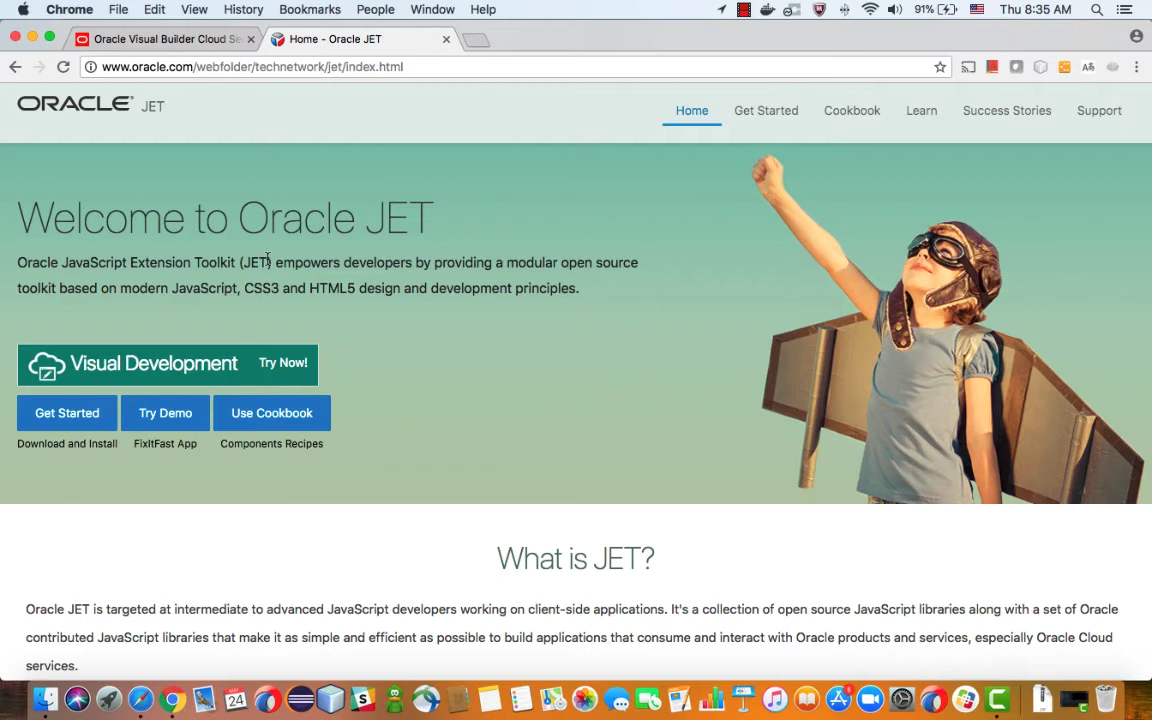 Chrome File Edit View History Bookmarks People Window Help 91% Thu 8:35 AM
Oracle Visual Builder Cloud Se
Home - Oracle JET
www.oracle.com/webfolder/technetwork/jet/index.html
ORACLE JET
Home Get Started Cookbook Learn Success Stories Support
Welcome to Oracle JET
Oracle JavaScript Extension Toolkit (JET) empowers developers by providing a modular open source
toolkit based on modern JavaScript, CSS3 and HTML5 design and development principles.
Visual Development Try Now!
Get Started Try Demo Use Cookbook
Download and Install FixItFast App Components Recipes
What is JET?
Oracle JET is targeted at intermediate to advanced JavaScript developers working on client-side applications. It's a collection of open source JavaScript libraries along with a set of Oracle
contributed JavaScript libraries that make it as simple and efficient as possible to build applications that consume and interact with Oracle products and services, especially Oracle Cloud
services.